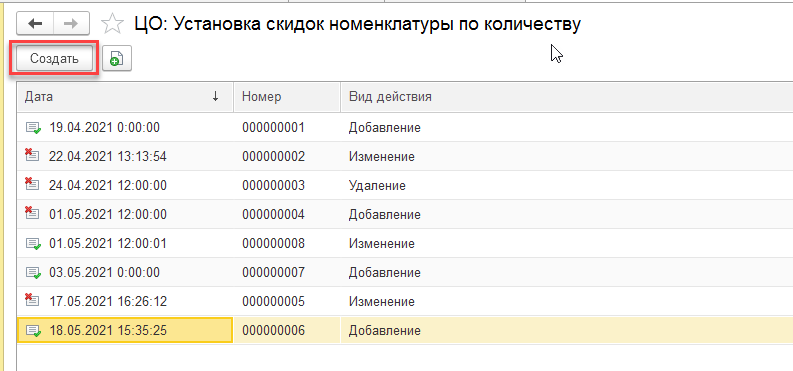 ЦО: Установка скидок номенклатуры по количеству
Создать
Дата ↓ Номер Вид действия
19.04.2021 0:00:00 000000001 Добавление
22.04.2021 13:13:54 000000002 Изменение
24.04.2021 12:00:00 000000003 Удаление
01.05.2021 12:00:00 000000004 Добавление
01.05.2021 12:00:01 000000008 Изменение
03.05.2021 0:00:00 000000007 Добавление
17.05.2021 16:26:12 000000005 Изменение
18.05.2021 15:35:25 000000006 Добавление